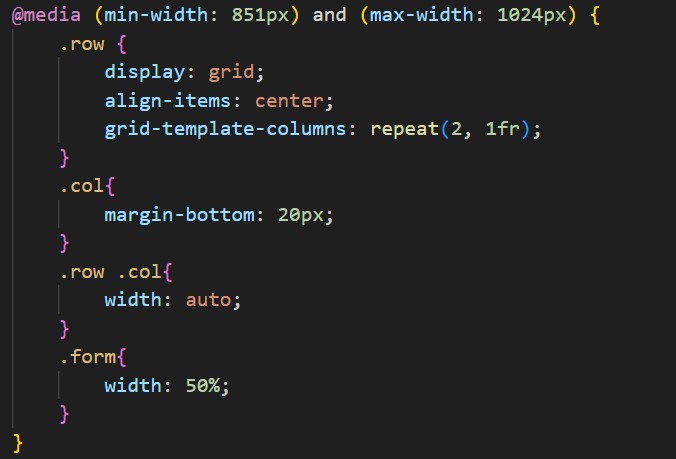 @media (min-width: 851px) and (max-width: 1024px) {
    .row {
        display: grid;
        align-items: center;
        grid-template-columns: repeat(2, 1fr);
    }
    .col{
        margin-bottom: 20px;
    }
    .row .col{
        width: auto;
    }
    .form{
        width: 50%;
    }
}